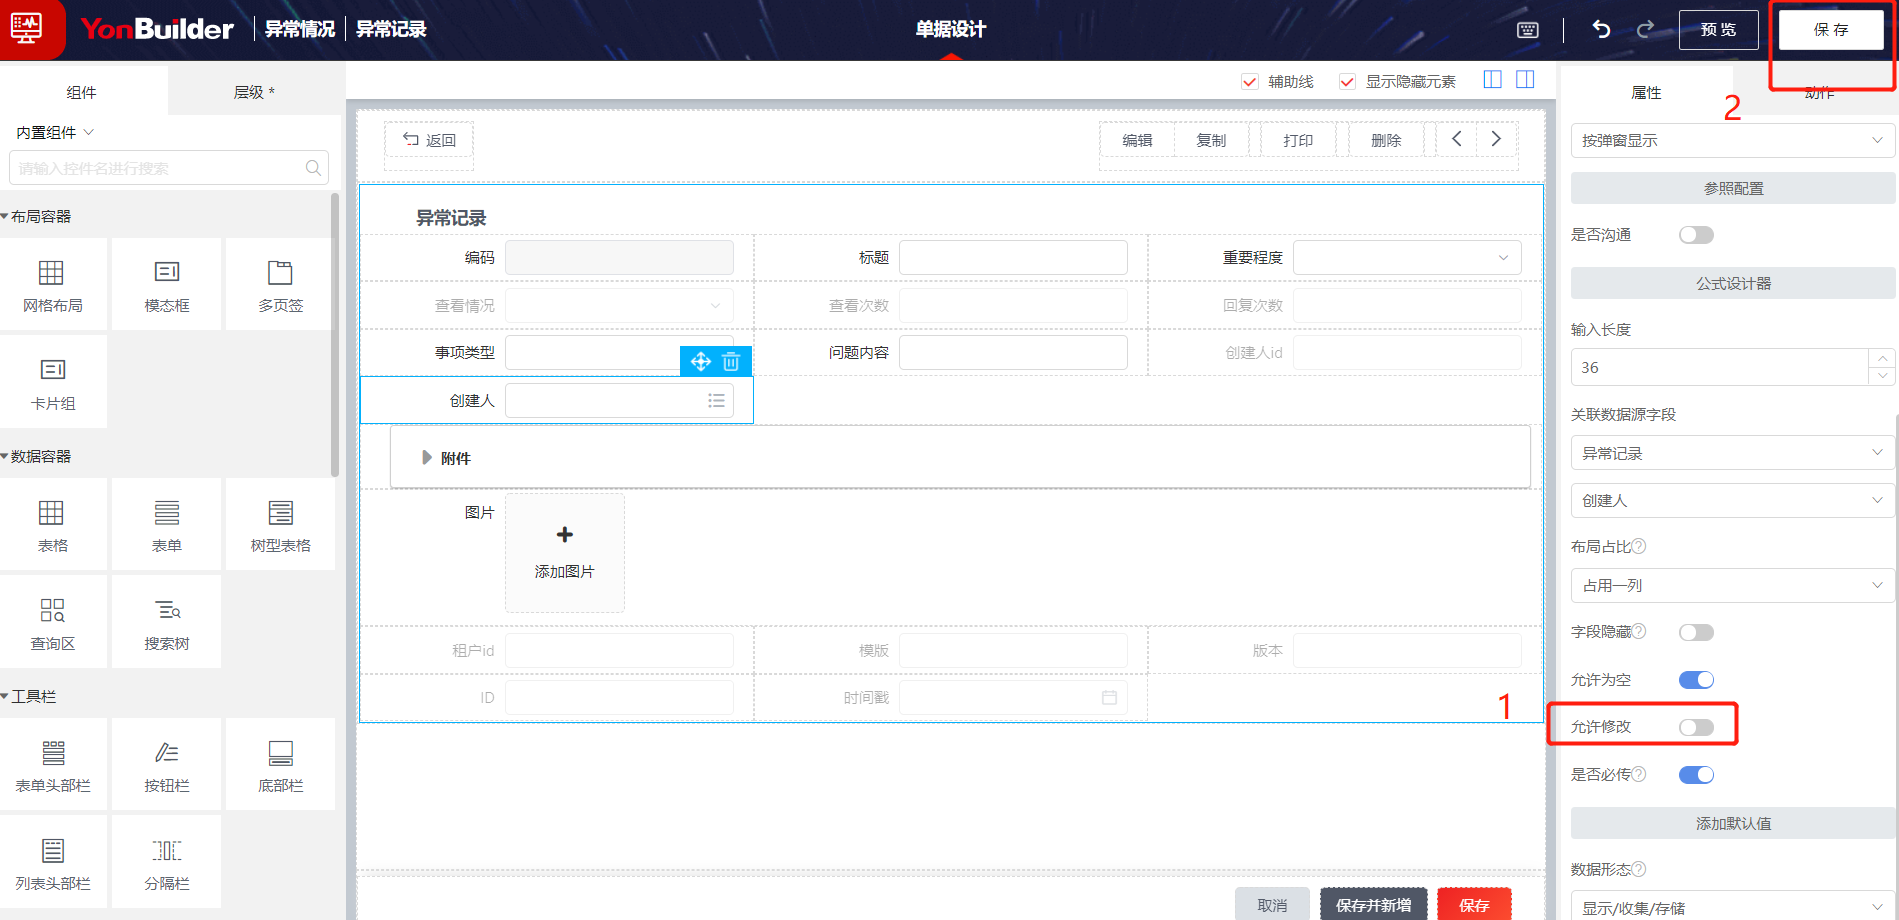 YonBuilder 异常情况 异常记录
单据设计
预览
保存
组件
层级 *
内置组件
请输入控件名进行搜索
布局容器
网格布局
模态框
多页签
卡片组
数据容器
表格
表单
树型表格
查询区
搜索树
工具栏
表单头部栏
按钮栏
底部栏
列表头部栏
分隔栏
辅助线
显示隐藏元素
返回
编辑
复制
打印
删除
异常记录
编码
标题
重要程度
查看情况
查看次数
回复次数
事项类型
问题内容
创建人id
创建人
附件
图片
添加图片
租户id
模版
版本
ID
时间戳
1
取消
保存并新增
保存
属性
2
动作
按弹窗显示
参照配置
是否沟通
公式设计器
输入长度
36
关联数据源字段
异常记录
创建人
布局占比?
占用一列
字段隐藏?
允许为空
允许修改
是否必传?
添加默认值
数据形态?
显示/收集/存储